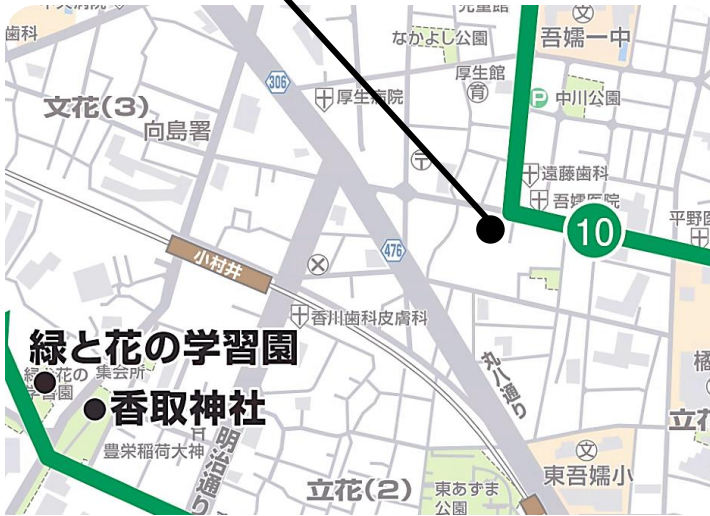 児童館
吾嬬一中
歯科
なかよし公園
厚生館
306
厚生病院
中川公園
文花(3)
向島署
遠藤歯科
吾嬬医院
平野医
10
476
小村井
香川歯科皮膚科
緑と花の学習園
集会所
香取神社
丸八通り
豊栄稲荷大神
明治通り
立花(2)
東あずま
公園
東吾嬬小
橘
立花